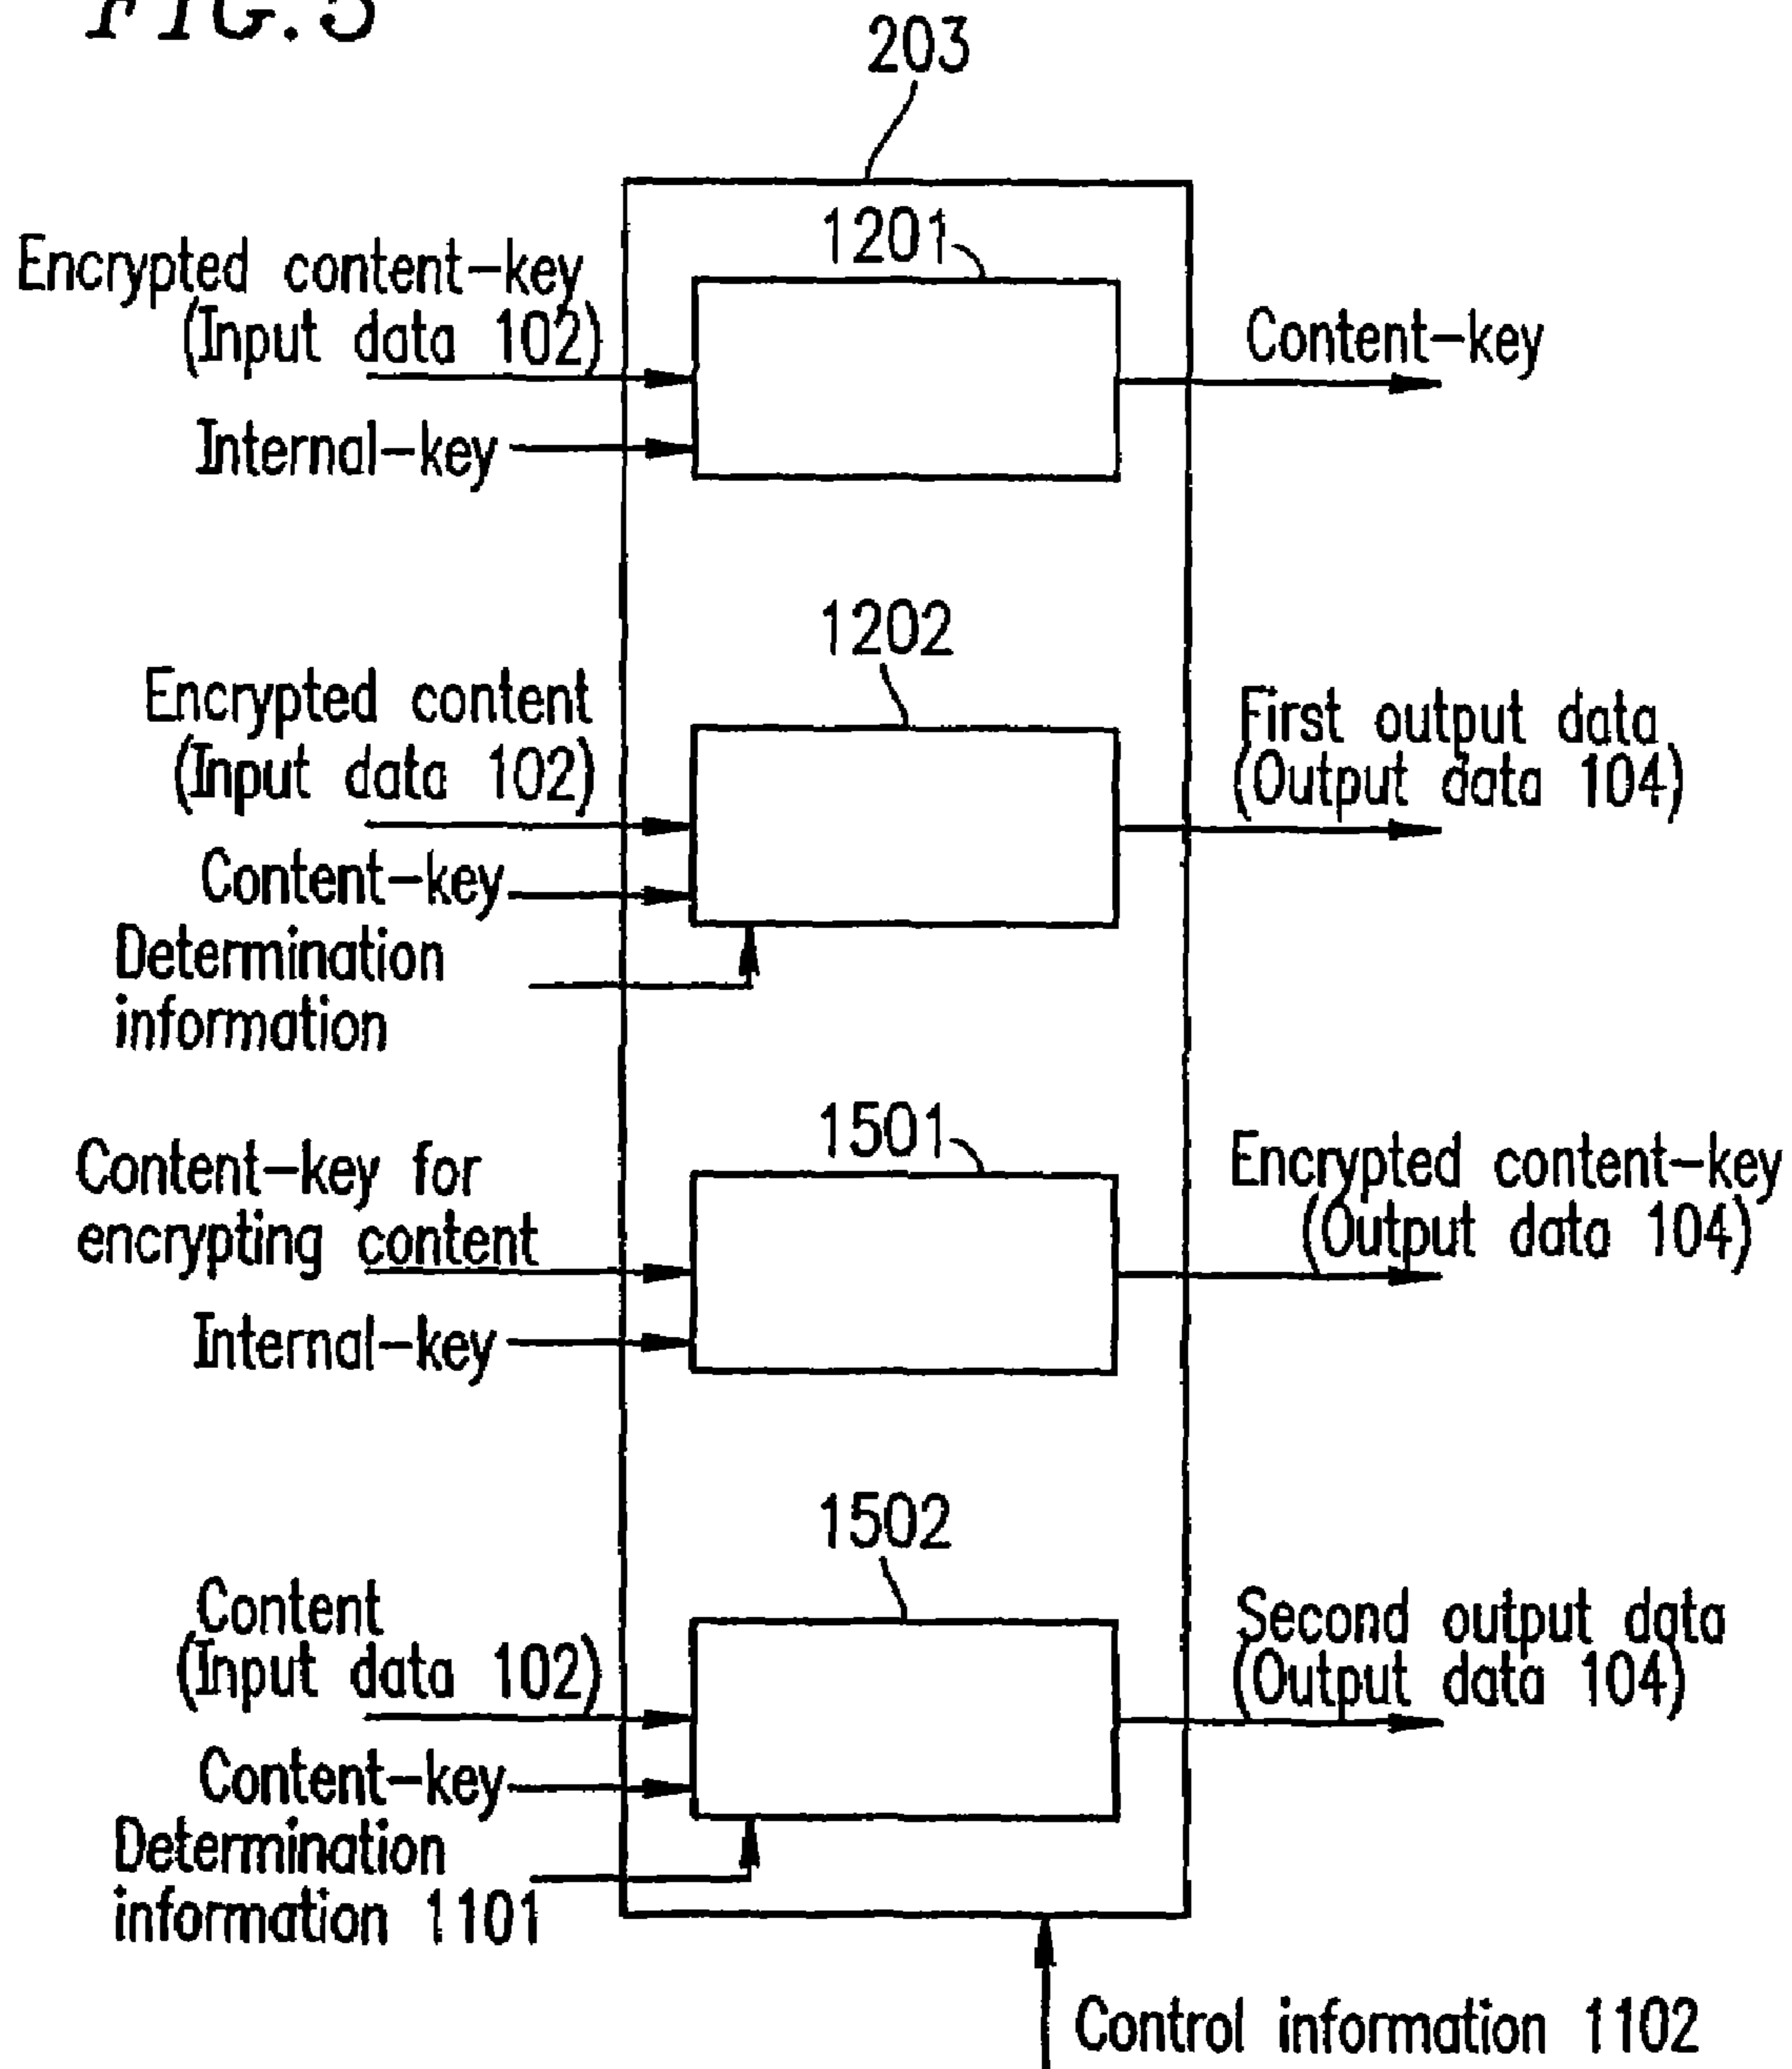 FIG.5
203
1201
Encrypted content-key
(Input data 102)
Internal-key
Content-key
1202
Encrypted content
(Input data 102)
Content-key
Determination
information
First output data
(Output data 104)
1501
Content-key for
encrypting content
Internal-key
Encrypted content-key
(Output data 104)
1502
Content
(Input data 102)
Content-key
Determination
information 1101
Second output data
(Output data 104)
Control information 1102